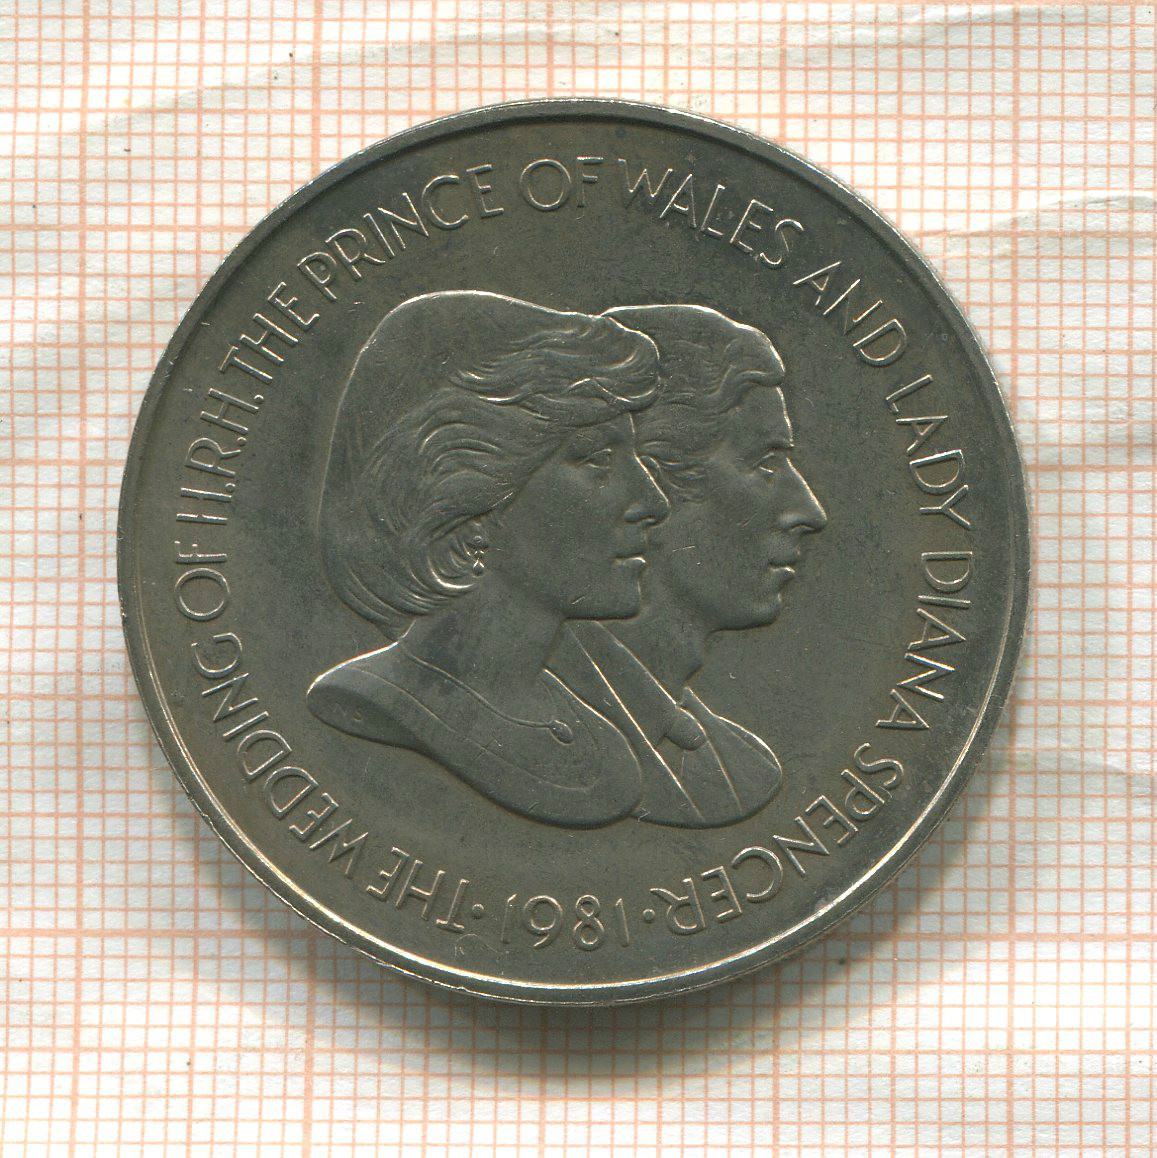 · THE WEDDING OF H.R.H. THE PRINCE OF WALES AND LADY DIANA SPENCER ·
1981